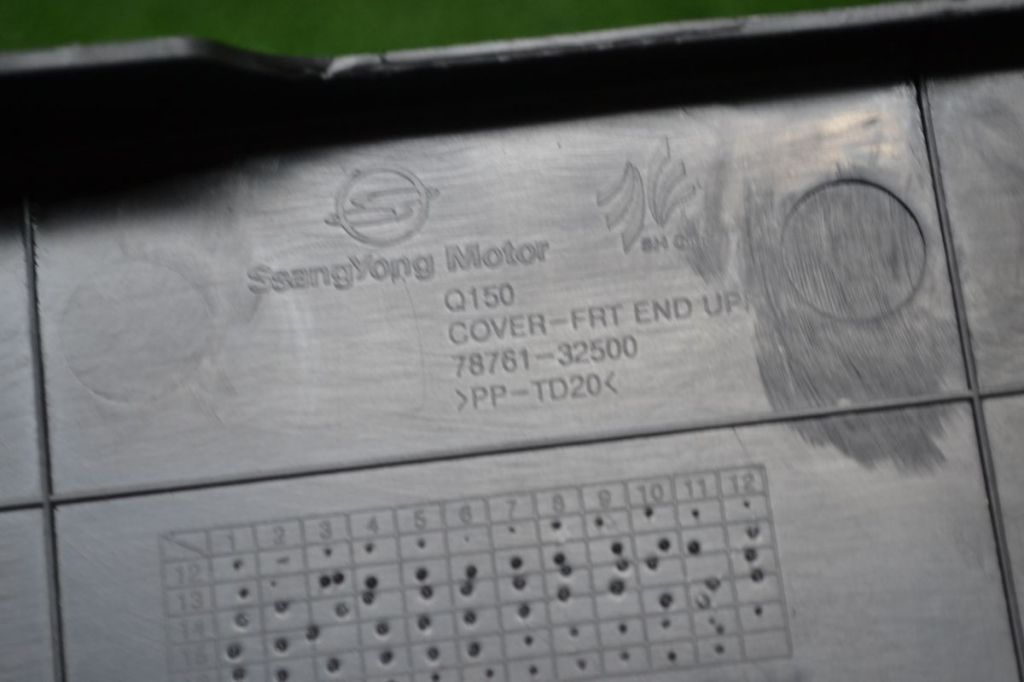 SsangYong Motor
Q150
COVER-FRT END UP
78761-32500
>PP-TD20<
1 2 3 4 5 6 7 8 9 10 11 12
12
13
14
15